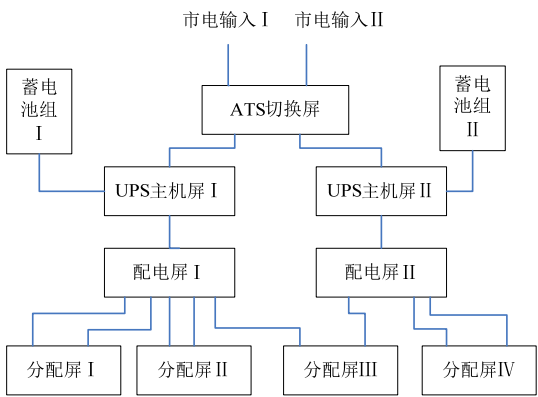 市电输入Ⅰ 市电输入Ⅱ
蓄电
池组
Ⅰ
蓄电
池组
Ⅱ
ATS切换屏
UPS主机屏Ⅰ UPS主机屏Ⅱ
配电屏Ⅰ 配电屏Ⅱ
分配屏Ⅰ 分配屏Ⅱ 分配屏Ⅲ 分配屏Ⅳ